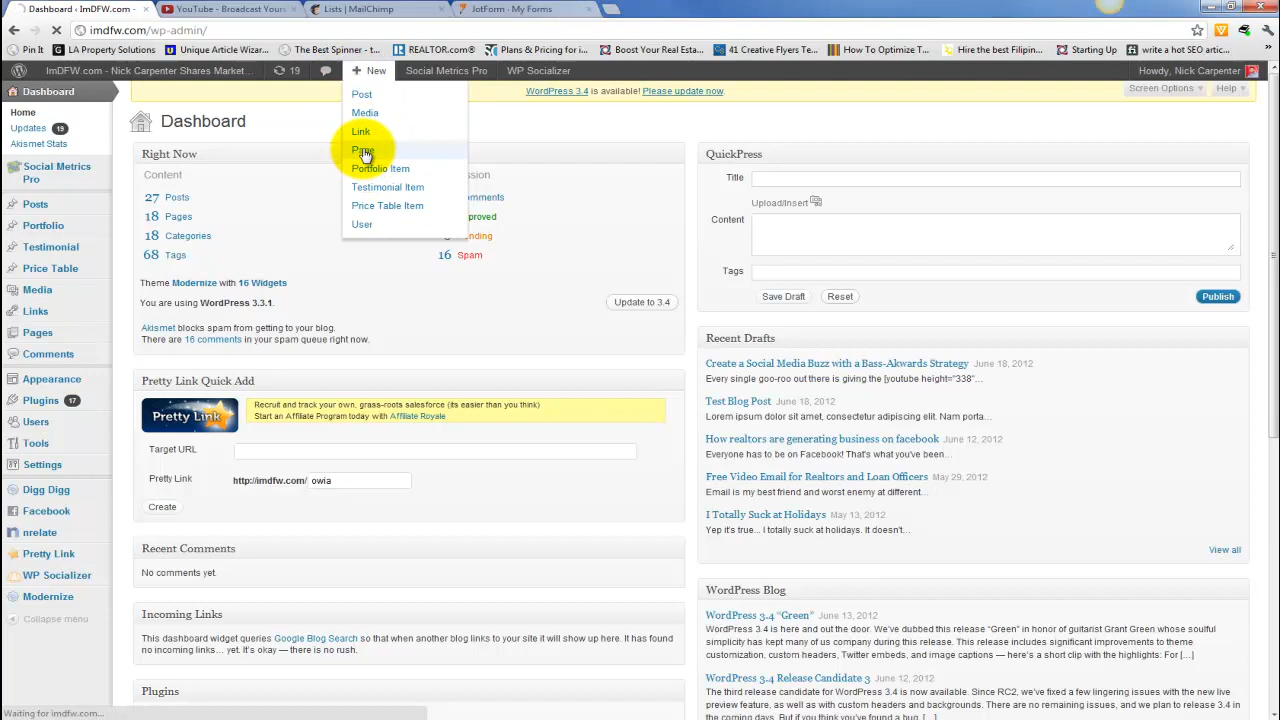 Dashboard ‹ ImDFW.com -
YouTube - Broadcast Yours
Lists | MailChimp
JotForm - My Forms
imdfw.com/wp-admin/
Pin It
LA Property Solutions
Unique Article Wizard
The Best Spinner - t...
REALTOR.com®
Plans & Pricing for i...
Boost Your Real Esta...
41 Creative Flyers Te...
How To Optimize T...
Hire the best Filipin...
Starting Up
write a hot SEO artic...
»
ImDFW.com - Nick Carpenter Shares Market...
19
+ New
Social Metrics Pro
WP Socializer
Howdy, Nick Carpenter
Dashboard
Home
Updates 19
Akismet Stats
Social Metrics
Pro
Posts
Portfolio
Testimonial
Price Table
Media
Links
Pages
Comments
Appearance
Plugins 17
Users
Tools
Settings
Digg Digg
Facebook
nrelate
Pretty Link
WP Socializer
Modernize
Collapse menu
Post
Media
Link
Page
Portfolio Item
Testimonial Item
Price Table Item
User
WordPress 3.4 is available! Please update now.
Screen Options
Help
Dashboard
Right Now
Content
ssion
27 Posts
omments
18 Pages
proved
18 Categories
nding
68 Tags
16 Spam
Theme Modernize with 16 Widgets
You are using WordPress 3.3.1.
Update to 3.4
Akismet blocks spam from getting to your blog.
There are 16 comments in your spam queue right now.
Pretty Link Quick Add
Pretty Link
Recruit and track your own, grass-roots salesforce (its easier than you think)
Start an Affiliate Program today with Affiliate Royale
Target URL
Pretty Link
http://imdfw.com/ owia
Create
Recent Comments
No comments yet.
Incoming Links
This dashboard widget queries Google Blog Search so that when another blog links to your site it will show up here. It has found
no incoming links… yet. It's okay — there is no rush.
Plugins
QuickPress
Title
Upload/Insert
Content
Tags
Save Draft
Reset
Publish
Recent Drafts
Create a Social Media Buzz with a Bass-Akwards Strategy June 18, 2012
Every single goo-roo out there is giving the [youtube height="338"…
Test Blog Post June 18, 2012
Lorem ipsum dolor sit amet, consectetur adipiscing elit. Nam porta…
How realtors are generating business on facebook June 12, 2012
Everyone has to be on Facebook! That's what you've been…
Free Video Email for Realtors and Loan Officers May 29, 2012
Email is my best friend and worst enemy at different…
I Totally Suck at Holidays May 13, 2012
Yep it's true... I totally suck at holidays. It doesn't…
View all
WordPress Blog
WordPress 3.4 “Green” June 13, 2012
WordPress 3.4 is here and out the door. We've dubbed this release “Green” in honor of guitarist Grant Green whose soulful
simplicity has kept many of us company during this release. This release includes significant improvements to theme
customization, custom headers, Twitter embeds, and image captions — here's a short clip with the highlights: For […]
WordPress 3.4 Release Candidate 3 June 12, 2012
The third release candidate for WordPress 3.4 is now available. Since RC2, we've fixed a few lingering issues with the new live
preview feature, as well as with custom headers and backgrounds. WordPress 3.4 is planned to be released in
the coming days. But if you think you've found a bug,
Waiting for imdfw.com...